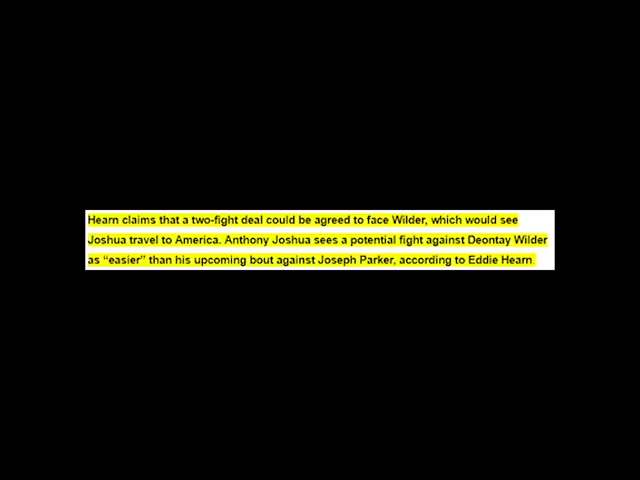 Hearn claims that a two-fight deal could be agreed to face Wilder, which would see
Joshua travel to America. Anthony Joshua sees a potential fight against Deontay Wilder
as “easier” than his upcoming bout against Joseph Parker, according to Eddie Hearn.